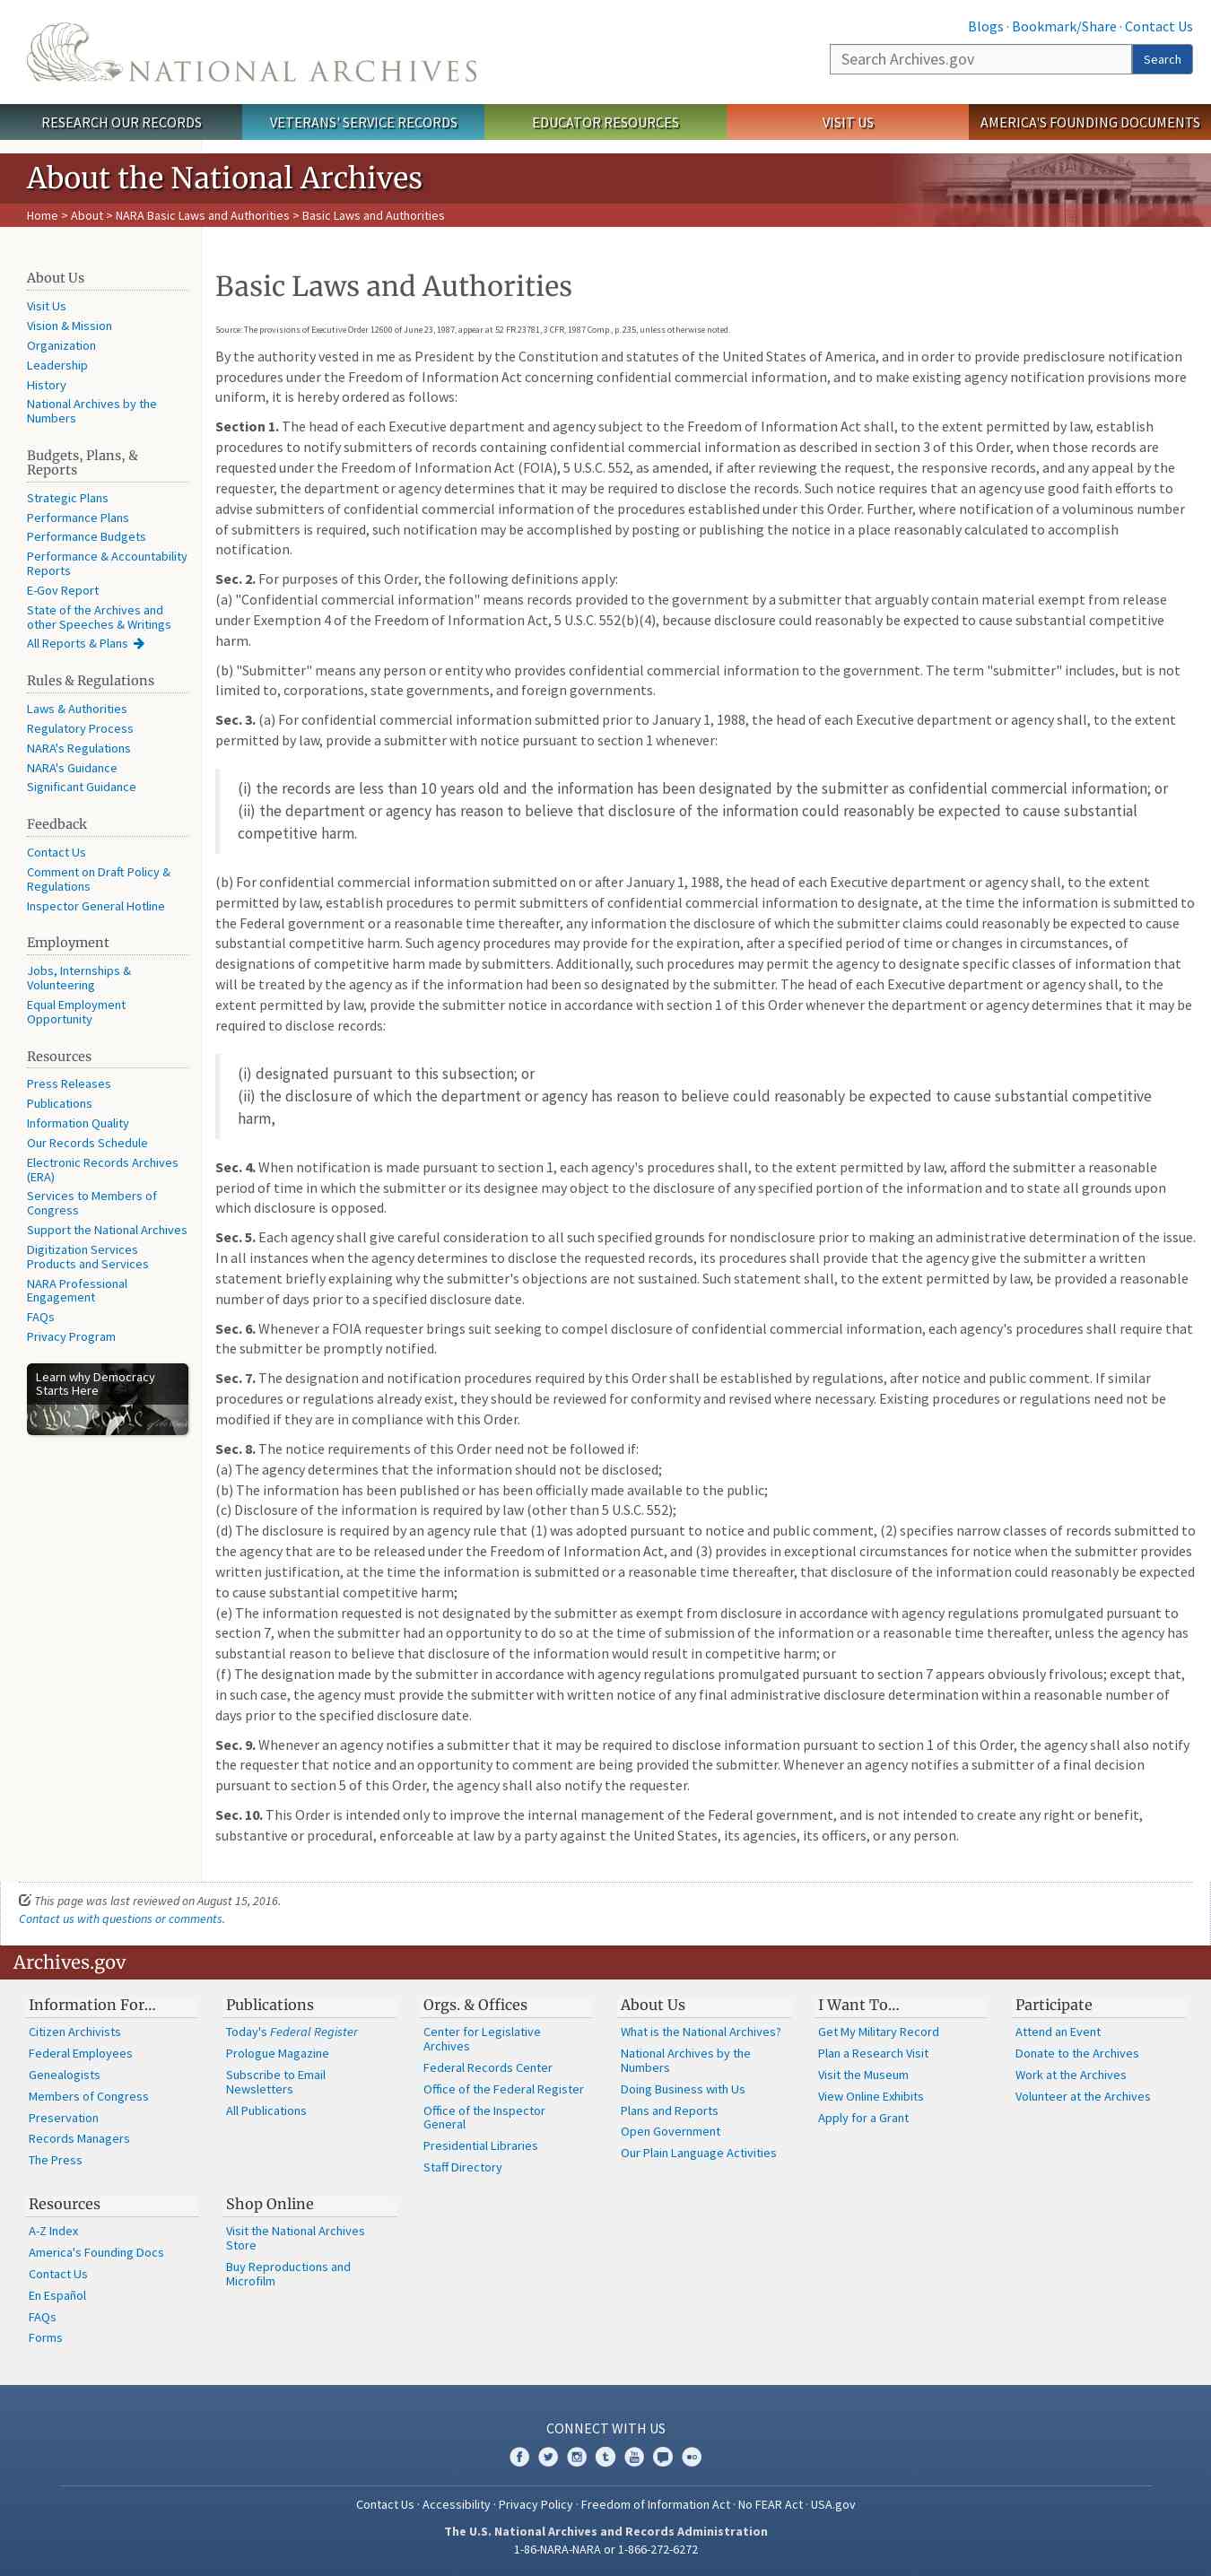 Blogs · Bookmark/Share · Contact Us
NATIONAL ARCHIVES
Search Archives.gov
Search
RESEARCH OUR RECORDS
VETERANS' SERVICE RECORDS
EDUCATOR RESOURCES
VISIT US
AMERICA'S FOUNDING DOCUMENTS
About the National Archives
Home > About > NARA Basic Laws and Authorities > Basic Laws and Authorities
About Us
Visit Us
Vision & Mission
Organization
Leadership
History
National Archives by the
Numbers
Budgets, Plans, &
Reports
Strategic Plans
Performance Plans
Performance Budgets
Performance & Accountability
Reports
E-Gov Report
State of the Archives and
other Speeches & Writings
All Reports & Plans
Rules & Regulations
Laws & Authorities
Regulatory Process
NARA's Regulations
NARA's Guidance
Significant Guidance
Feedback
Contact Us
Comment on Draft Policy &
Regulations
Inspector General Hotline
Employment
Jobs, Internships &
Volunteering
Equal Employment
Opportunity
Resources
Press Releases
Publications
Information Quality
Our Records Schedule
Electronic Records Archives
(ERA)
Services to Members of
Congress
Support the National Archives
Digitization Services
Products and Services
NARA Professional
Engagement
FAQs
Privacy Program
Learn why Democracy
Starts Here
Basic Laws and Authorities
Source: The provisions of Executive Order 12600 of June 23, 1987, appear at 52 FR 23781, 3 CFR, 1987 Comp., p. 235, unless otherwise noted.
By the authority vested in me as President by the Constitution and statutes of the United States of America, and in order to provide predisclosure notification
procedures under the Freedom of Information Act concerning confidential commercial information, and to make existing agency notification provisions more
uniform, it is hereby ordered as follows:
Section 1. The head of each Executive department and agency subject to the Freedom of Information Act shall, to the extent permitted by law, establish
procedures to notify submitters of records containing confidential commercial information as described in section 3 of this Order, when those records are
requested under the Freedom of Information Act (FOIA), 5 U.S.C. 552, as amended, if after reviewing the request, the responsive records, and any appeal by the
requester, the department or agency determines that it may be required to disclose the records. Such notice requires that an agency use good faith efforts to
advise submitters of confidential commercial information of the procedures established under this Order. Further, where notification of a voluminous number
of submitters is required, such notification may be accomplished by posting or publishing the notice in a place reasonably calculated to accomplish
notification.
Sec. 2. For purposes of this Order, the following definitions apply:
(a) "Confidential commercial information" means records provided to the government by a submitter that arguably contain material exempt from release
under Exemption 4 of the Freedom of Information Act, 5 U.S.C. 552(b)(4), because disclosure could reasonably be expected to cause substantial competitive
harm.
(b) "Submitter" means any person or entity who provides confidential commercial information to the government. The term "submitter" includes, but is not
limited to, corporations, state governments, and foreign governments.
Sec. 3. (a) For confidential commercial information submitted prior to January 1, 1988, the head of each Executive department or agency shall, to the extent
permitted by law, provide a submitter with notice pursuant to section 1 whenever:
(i) the records are less than 10 years old and the information has been designated by the submitter as confidential commercial information; or
(ii) the department or agency has reason to believe that disclosure of the information could reasonably be expected to cause substantial
competitive harm.
(b) For confidential commercial information submitted on or after January 1, 1988, the head of each Executive department or agency shall, to the extent
permitted by law, establish procedures to permit submitters of confidential commercial information to designate, at the time the information is submitted to
the Federal government or a reasonable time thereafter, any information the disclosure of which the submitter claims could reasonably be expected to cause
substantial competitive harm. Such agency procedures may provide for the expiration, after a specified period of time or changes in circumstances, of
designations of competitive harm made by submitters. Additionally, such procedures may permit the agency to designate specific classes of information that
will be treated by the agency as if the information had been so designated by the submitter. The head of each Executive department or agency shall, to the
extent permitted by law, provide the submitter notice in accordance with section 1 of this Order whenever the department or agency determines that it may be
required to disclose records:
(i) designated pursuant to this subsection; or
(ii) the disclosure of which the department or agency has reason to believe could reasonably be expected to cause substantial competitive
harm,
Sec. 4. When notification is made pursuant to section 1, each agency's procedures shall, to the extent permitted by law, afford the submitter a reasonable
period of time in which the submitter or its designee may object to the disclosure of any specified portion of the information and to state all grounds upon
which disclosure is opposed.
Sec. 5. Each agency shall give careful consideration to all such specified grounds for nondisclosure prior to making an administrative determination of the issue.
In all instances when the agency determines to disclose the requested records, its procedures shall provide that the agency give the submitter a written
statement briefly explaining why the submitter's objections are not sustained. Such statement shall, to the extent permitted by law, be provided a reasonable
number of days prior to a specified disclosure date.
Sec. 6. Whenever a FOIA requester brings suit seeking to compel disclosure of confidential commercial information, each agency's procedures shall require that
the submitter be promptly notified.
Sec. 7. The designation and notification procedures required by this Order shall be established by regulations, after notice and public comment. If similar
procedures or regulations already exist, they should be reviewed for conformity and revised where necessary. Existing procedures or regulations need not be
modified if they are in compliance with this Order.
Sec. 8. The notice requirements of this Order need not be followed if:
(a) The agency determines that the information should not be disclosed;
(b) The information has been published or has been officially made available to the public;
(c) Disclosure of the information is required by law (other than 5 U.S.C. 552);
(d) The disclosure is required by an agency rule that (1) was adopted pursuant to notice and public comment, (2) specifies narrow classes of records submitted to
the agency that are to be released under the Freedom of Information Act, and (3) provides in exceptional circumstances for notice when the submitter provides
written justification, at the time the information is submitted or a reasonable time thereafter, that disclosure of the information could reasonably be expected
to cause substantial competitive harm;
(e) The information requested is not designated by the submitter as exempt from disclosure in accordance with agency regulations promulgated pursuant to
section 7, when the submitter had an opportunity to do so at the time of submission of the information or a reasonable time thereafter, unless the agency has
substantial reason to believe that disclosure of the information would result in competitive harm; or
(f) The designation made by the submitter in accordance with agency regulations promulgated pursuant to section 7 appears obviously frivolous; except that,
in such case, the agency must provide the submitter with written notice of any final administrative disclosure determination within a reasonable number of
days prior to the specified disclosure date.
Sec. 9. Whenever an agency notifies a submitter that it may be required to disclose information pursuant to section 1 of this Order, the agency shall also notify
the requester that notice and an opportunity to comment are being provided the submitter. Whenever an agency notifies a submitter of a final decision
pursuant to section 5 of this Order, the agency shall also notify the requester.
Sec. 10. This Order is intended only to improve the internal management of the Federal government, and is not intended to create any right or benefit,
substantive or procedural, enforceable at law by a party against the United States, its agencies, its officers, or any person.
This page was last reviewed on August 15, 2016.
Contact us with questions or comments.
Archives.gov
Information For…
Citizen Archivists
Federal Employees
Genealogists
Members of Congress
Preservation
Records Managers
The Press
Publications
Today's Federal Register
Prologue Magazine
Subscribe to Email
Newsletters
All Publications
Orgs. & Offices
Center for Legislative
Archives
Federal Records Center
Office of the Federal Register
Office of the Inspector
General
Presidential Libraries
Staff Directory
About Us
What is the National Archives?
National Archives by the
Numbers
Doing Business with Us
Plans and Reports
Open Government
Our Plain Language Activities
I Want To…
Get My Military Record
Plan a Research Visit
Visit the Museum
View Online Exhibits
Apply for a Grant
Participate
Attend an Event
Donate to the Archives
Work at the Archives
Volunteer at the Archives
Resources
A-Z Index
America's Founding Docs
Contact Us
En Español
FAQs
Forms
Shop Online
Visit the National Archives
Store
Buy Reproductions and
Microfilm
CONNECT WITH US
Contact Us · Accessibility · Privacy Policy · Freedom of Information Act · No FEAR Act · USA.gov
The U.S. National Archives and Records Administration
1-86-NARA-NARA or 1-866-272-6272